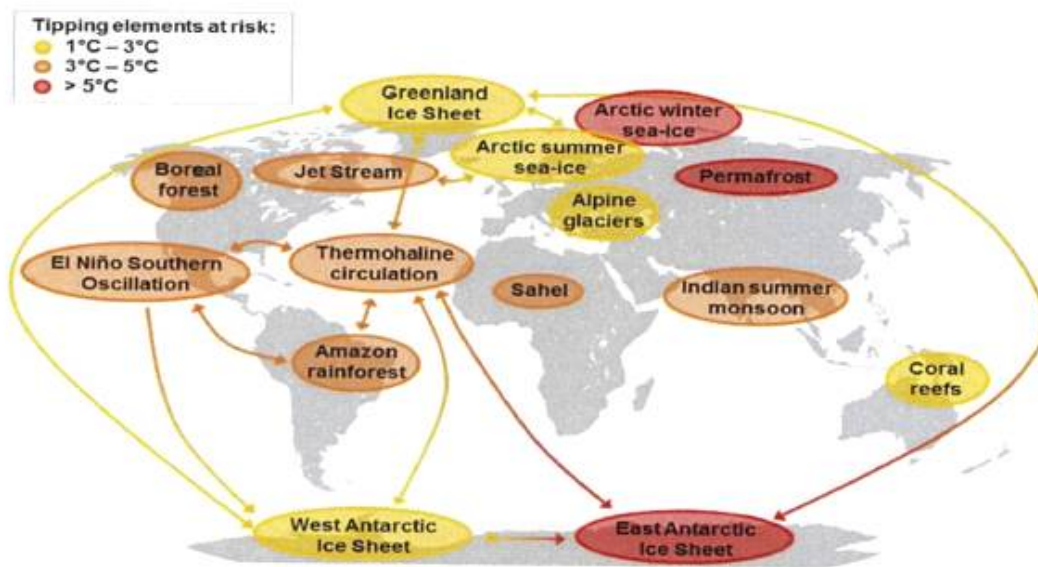 Tipping elements at risk:
1°C – 3°C
3°C – 5°C
> 5°C
Greenland
Ice Sheet
Arctic winter
sea-ice
Arctic summer
sea-ice
Boreal
forest
Jet Stream
Permafrost
Alpine
glaciers
El Niño Southern
Oscillation
Thermohaline
circulation
Sahel
Indian summer
monsoon
Amazon
rainforest
Coral
reefs
West Antarctic
Ice Sheet
East Antarctic
Ice Sheet